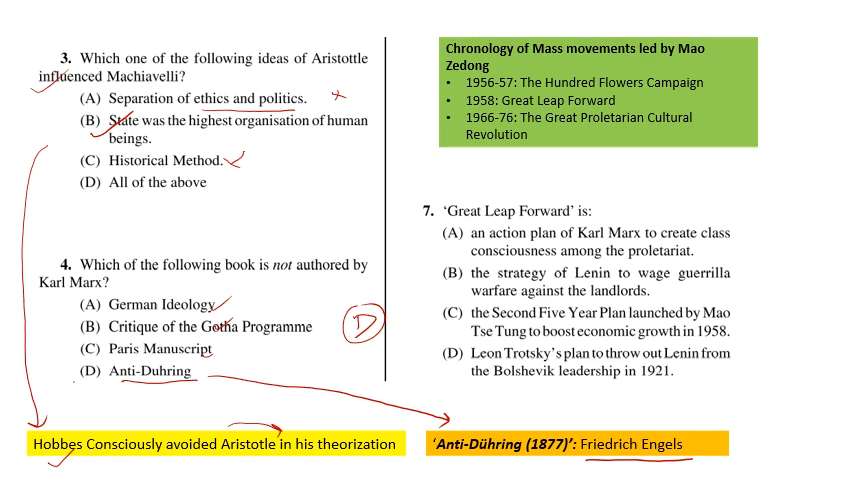 3. Which one of the following ideas of Aristottle
influenced Machiavelli?
(A) Separation of ethics and politics.
(B) State was the highest organisation of human
beings.
(C) Historical Method.
(D) All of the above
4. Which of the following book is not authored by
Karl Marx?
(A) German Ideology
(B) Critique of the Gotha Programme
(C) Paris Manuscript
(D) Anti-Duhring
D
Hobbes Consciously avoided Aristotle in his theorization
Chronology of Mass movements led by Mao
Zedong
• 1956-57: The Hundred Flowers Campaign
• 1958: Great Leap Forward
• 1966-76: The Great Proletarian Cultural
Revolution
7. ‘Great Leap Forward’ is:
(A) an action plan of Karl Marx to create class
consciousness among the proletariat.
(B) the strategy of Lenin to wage guerrilla
warfare against the landlords.
(C) the Second Five Year Plan launched by Mao
Tse Tung to boost economic growth in 1958.
(D) Leon Trotsky’s plan to throw out Lenin from
the Bolshevik leadership in 1921.
‘Anti-Dühring (1877)’: Friedrich Engels